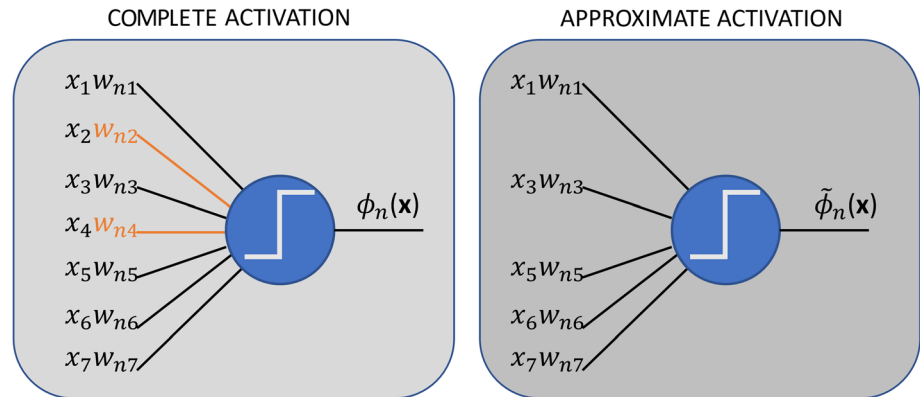 COMPLETE ACTIVATION
x₁wₙ₁
x₂wₙ₂
x₃wₙ₃
x₄wₙ₄
x₅wₙ₅
x₆wₙ₆
x₇wₙ₇
ϕₙ(𝐱)
APPROXIMATE ACTIVATION
x₁wₙ₁
x₃wₙ₃
x₅wₙ₅
x₆wₙ₆
x₇wₙ₇
ϕ̃ₙ(𝐱)